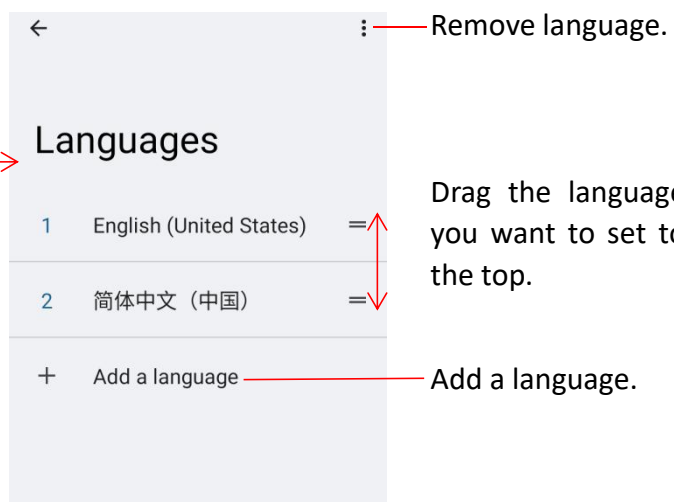 Remove language.
Languages
1 English (United States)
Drag the language
you want to set to
the top.
2 简体中文（中国）
+ Add a language
Add a language.